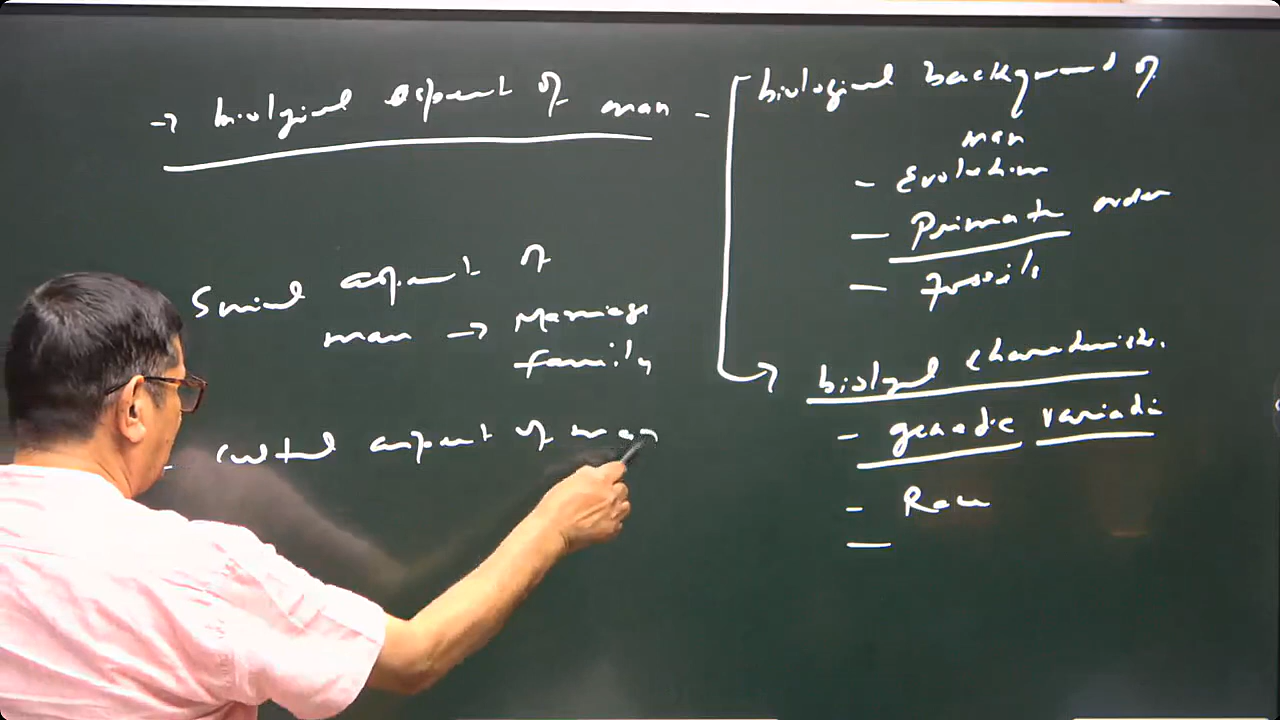 → biological aspect of man -
Social aspect of
man → Marriage
family
- cultural aspect of man
biological background of
man
- Evolution
- Primate order
- fossils
biological characteristics.
- genetic variation
- Race
-